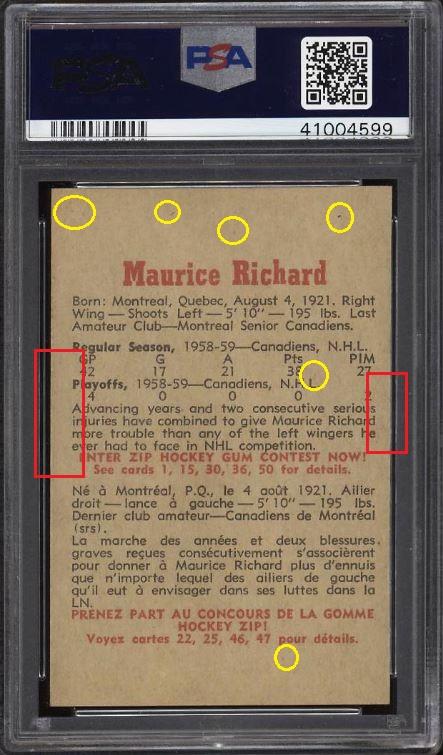 PSA
PSA
41004599
Maurice Richard
Born: Montreal, Quebec, August 4, 1921. Right
Wing — Shoots Left — 5' 10" — 195 lbs. Last
Amateur Club—Montreal Senior Canadiens.
Regular Season, 1958-59—Canadiens, N.H.L.
GP G A Pts PIM
42 17 21 38 27
Playoffs, 1958-59—Canadiens, N.H.L.
4 0 0 0 2
Advancing years and two consecutive serious
injuries have combined to give Maurice Richard
more trouble than any of the left wingers he
ever had to face in NHL competition.
ENTER ZIP HOCKEY GUM CONTEST NOW!
See cards 1, 15, 30, 36, 50 for details.
Né à Montréal, P.Q., le 4 août 1921. Ailier
droit — lance à gauche — 5' 10" — 195 lbs.
Dernier club amateur—Canadiens de Montréal
(srs).
La marche des années et deux blessures
graves reçues consécutivement s'associèrent
pour donner à Maurice Richard plus d'ennuis
que n'importe lequel des ailiers de gauche
qu'il eut à envisager dans ses luttes dans la
LN.
PRENEZ PART AU CONCOURS DE LA GOMME
HOCKEY ZIP!
Voyez cartes 22, 25, 46, 47 pour détails.